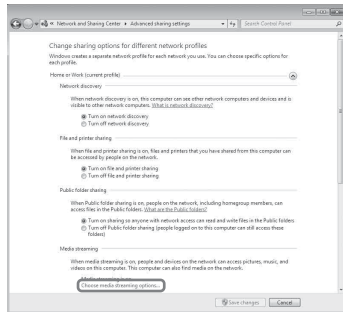 « Network and Sharing Center ▸ Advanced sharing settings
Search Control Panel
Change sharing options for different network profiles
Windows creates a separate network profile for each network you use. You can choose specific options for
each profile.
Home or Work (current profile)
Network discovery
When network discovery is on, this computer can see other network computers and devices and is
visible to other network computers. What is network discovery?
Turn on network discovery
Turn off network discovery
File and printer sharing
When file and printer sharing is on, files and printers that you have shared from this computer can
be accessed by people on the network.
Turn on file and printer sharing
Turn off file and printer sharing
Public folder sharing
When Public folder sharing is on, people on the network, including homegroup members, can
access files in the Public folders. What are the Public folders?
Turn on sharing so anyone with network access can read and write files in the Public folders
Turn off Public folder sharing (people logged on to this computer can still access these
folders)
Media streaming
When media streaming is on, people and devices on the network can access pictures, music, and
videos on this computer. This computer can also find media on the network.
Media streaming is on.
Choose media streaming options...
Save changes
Cancel